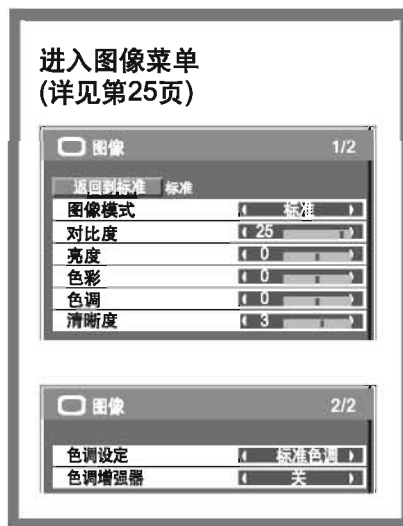 进入图像菜单
(详见第25页)
图像 1/2
返回到标准 标准
图像模式 标准
对比度 25
亮度 0
色彩 0
色调 0
清晰度 3
图像 2/2
色调设定 标准色调
色调增强器 关